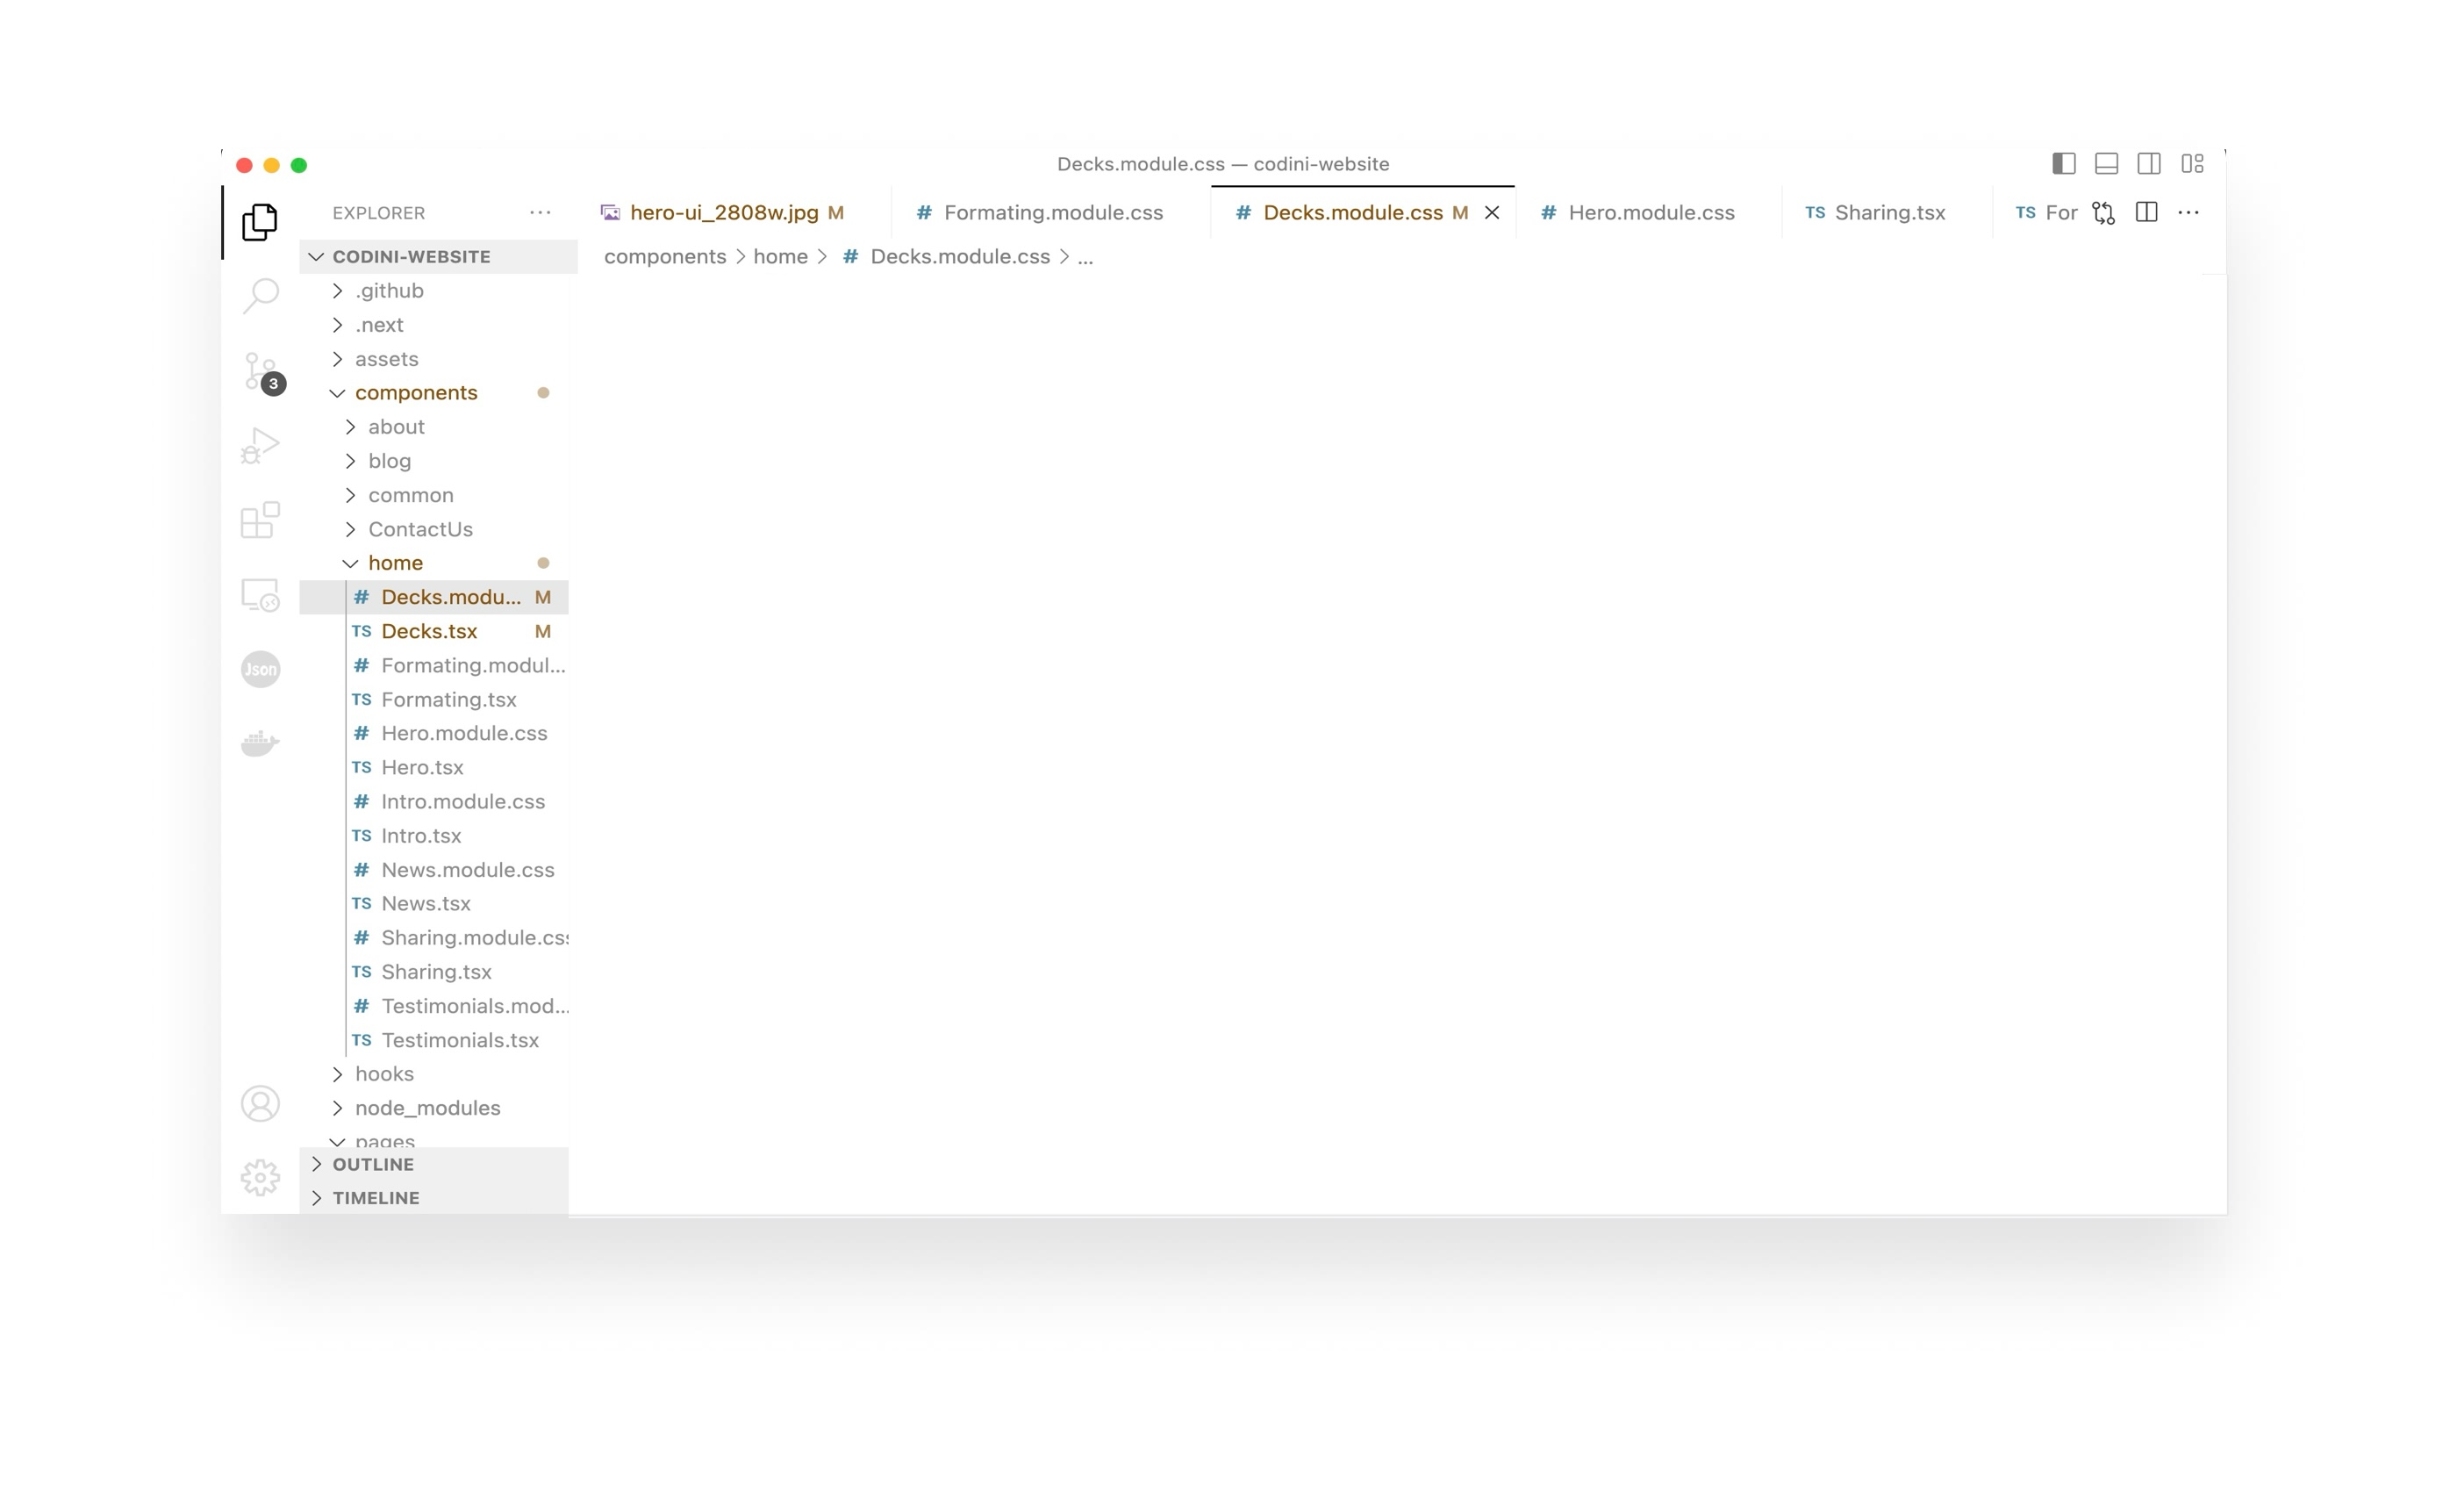 Decks.module.css — codini-website
EXPLORER ···
hero-ui_2808w.jpg M
# Formating.module.css
# Decks.module.css M
# Hero.module.css
TS Sharing.tsx
TS For
CODINI-WEBSITE
components > home > # Decks.module.css > ...
.github
.next
assets
3
components
about
blog
common
ContactUs
home
# Decks.modu... M
TS Decks.tsx M
# Formating.modul...
Json
TS Formating.tsx
# Hero.module.css
TS Hero.tsx
# Intro.module.css
TS Intro.tsx
# News.module.css
TS News.tsx
# Sharing.module.css
TS Sharing.tsx
# Testimonials.mod...
TS Testimonials.tsx
hooks
node_modules
pages
OUTLINE
TIMELINE